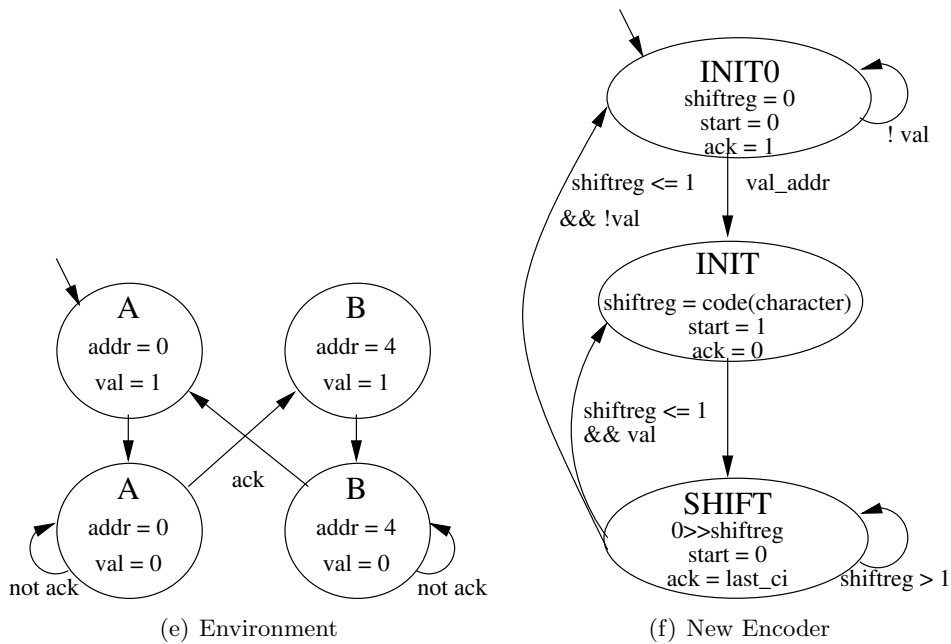 A
addr = 0
val = 1
B
addr = 4
val = 1
ack
A
addr = 0
val = 0
not ack
B
addr = 4
val = 0
not ack
(e) Environment
INIT0
shiftreg = 0
start = 0
ack = 1
! val
shiftreg <= 1
&& !val
val_addr
INIT
shiftreg = code(character)
start = 1
ack = 0
shiftreg <= 1
&& val
SHIFT
0>>shiftreg
start = 0
ack = last_ci
shiftreg > 1
(f) New Encoder